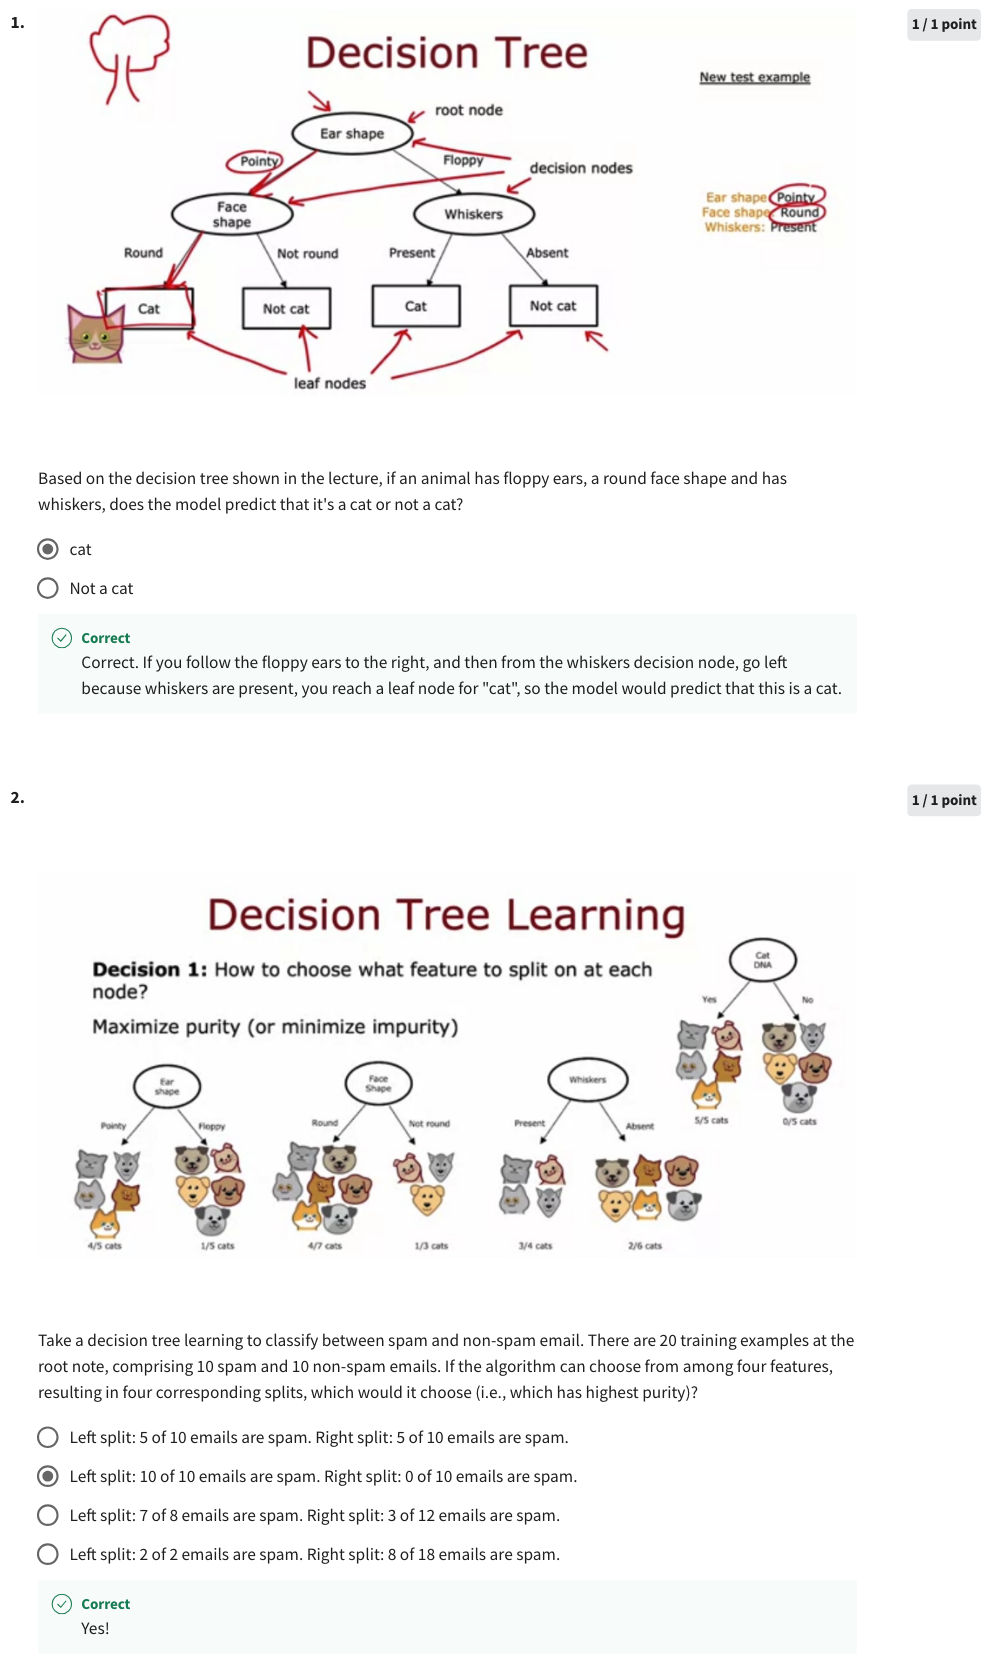 1.
1 / 1 point
Decision Tree
New test example
root node
Ear shape
Pointy
Floppy
decision nodes
Face
shape
Whiskers
Ear shape: Pointy
Face shape: Round
Whiskers: Present
Round
Not round
Present
Absent
Cat
Not cat
Cat
Not cat
leaf nodes
Based on the decision tree shown in the lecture, if an animal has floppy ears, a round face shape and has
whiskers, does the model predict that it's a cat or not a cat?
cat
Not a cat
Correct
Correct. If you follow the floppy ears to the right, and then from the whiskers decision node, go left
because whiskers are present, you reach a leaf node for "cat", so the model would predict that this is a cat.
2.
1 / 1 point
Decision Tree Learning
Decision 1: How to choose what feature to split on at each
node?
Maximize purity (or minimize impurity)
Cat
DNA
Yes
No
5/5 cats
0/5 cats
Ear
shape
Pointy
Floppy
4/5 cats
1/5 cats
Face
Shape
Round
Not round
4/7 cats
1/3 cats
Whiskers
Present
Absent
3/4 cats
2/6 cats
Take a decision tree learning to classify between spam and non-spam email. There are 20 training examples at the
root note, comprising 10 spam and 10 non-spam emails. If the algorithm can choose from among four features,
resulting in four corresponding splits, which would it choose (i.e., which has highest purity)?
Left split: 5 of 10 emails are spam. Right split: 5 of 10 emails are spam.
Left split: 10 of 10 emails are spam. Right split: 0 of 10 emails are spam.
Left split: 7 of 8 emails are spam. Right split: 3 of 12 emails are spam.
Left split: 2 of 2 emails are spam. Right split: 8 of 18 emails are spam.
Correct
Yes!